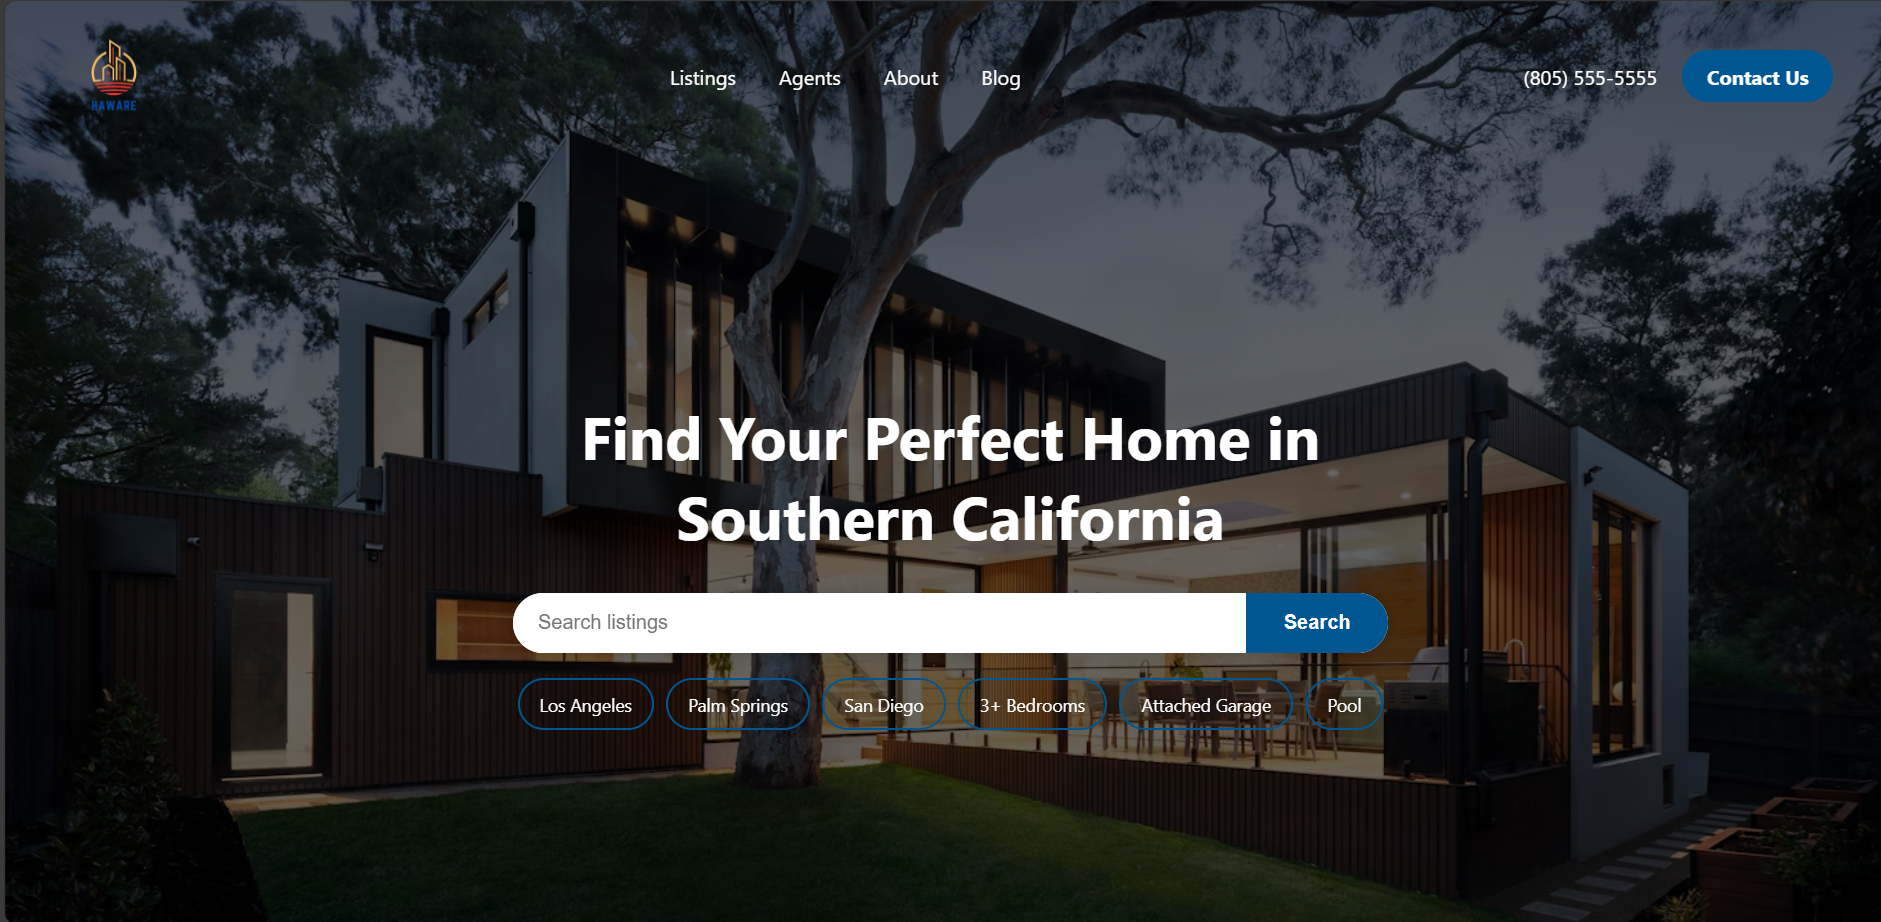 HAWARE
Listings Agents About Blog
(805) 555-5555 Contact Us
Find Your Perfect Home in
Southern California
Search listings Search
Los Angeles Palm Springs San Diego 3+ Bedrooms Attached Garage Pool